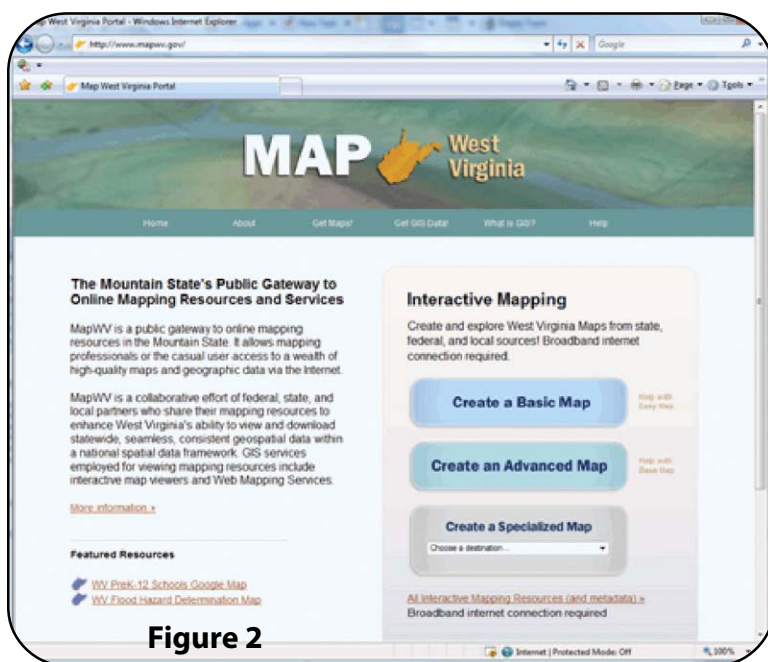 West Virginia Portal - Windows Internet Explorer
http://www.mapwv.gov/
Google
Map West Virginia Portal
Page
Tools
MAP West Virginia
Home About Get Maps! Get GIS Data! What is GIS? Help
The Mountain State's Public Gateway to
Online Mapping Resources and Services
MapWV is a public gateway to online mapping
resources in the Mountain State. It allows mapping
professionals or the casual user access to a wealth of
high-quality maps and geographic data via the Internet.
MapWV is a collaborative effort of federal, state, and
local partners who share their mapping resources to
enhance West Virginia's ability to view and download
statewide, seamless, consistent geospatial data within
a national spatial data framework. GIS services
employed for viewing mapping resources include
interactive map viewers and Web Mapping Services.
More information »
Featured Resources
WV PreK-12 Schools Google Map
WV Flood Hazard Determination Map
Interactive Mapping
Create and explore West Virginia Maps from state,
federal, and local sources! Broadband internet
connection required.
Create a Basic Map
Help with
Create an Advanced Map
Help with
Base Map
Create a Specialized Map
Choose a destination...
All Interactive Mapping Resources (and metadata) »
Broadband internet connection required
Figure 2
Internet | Protected Mode: Off
100%